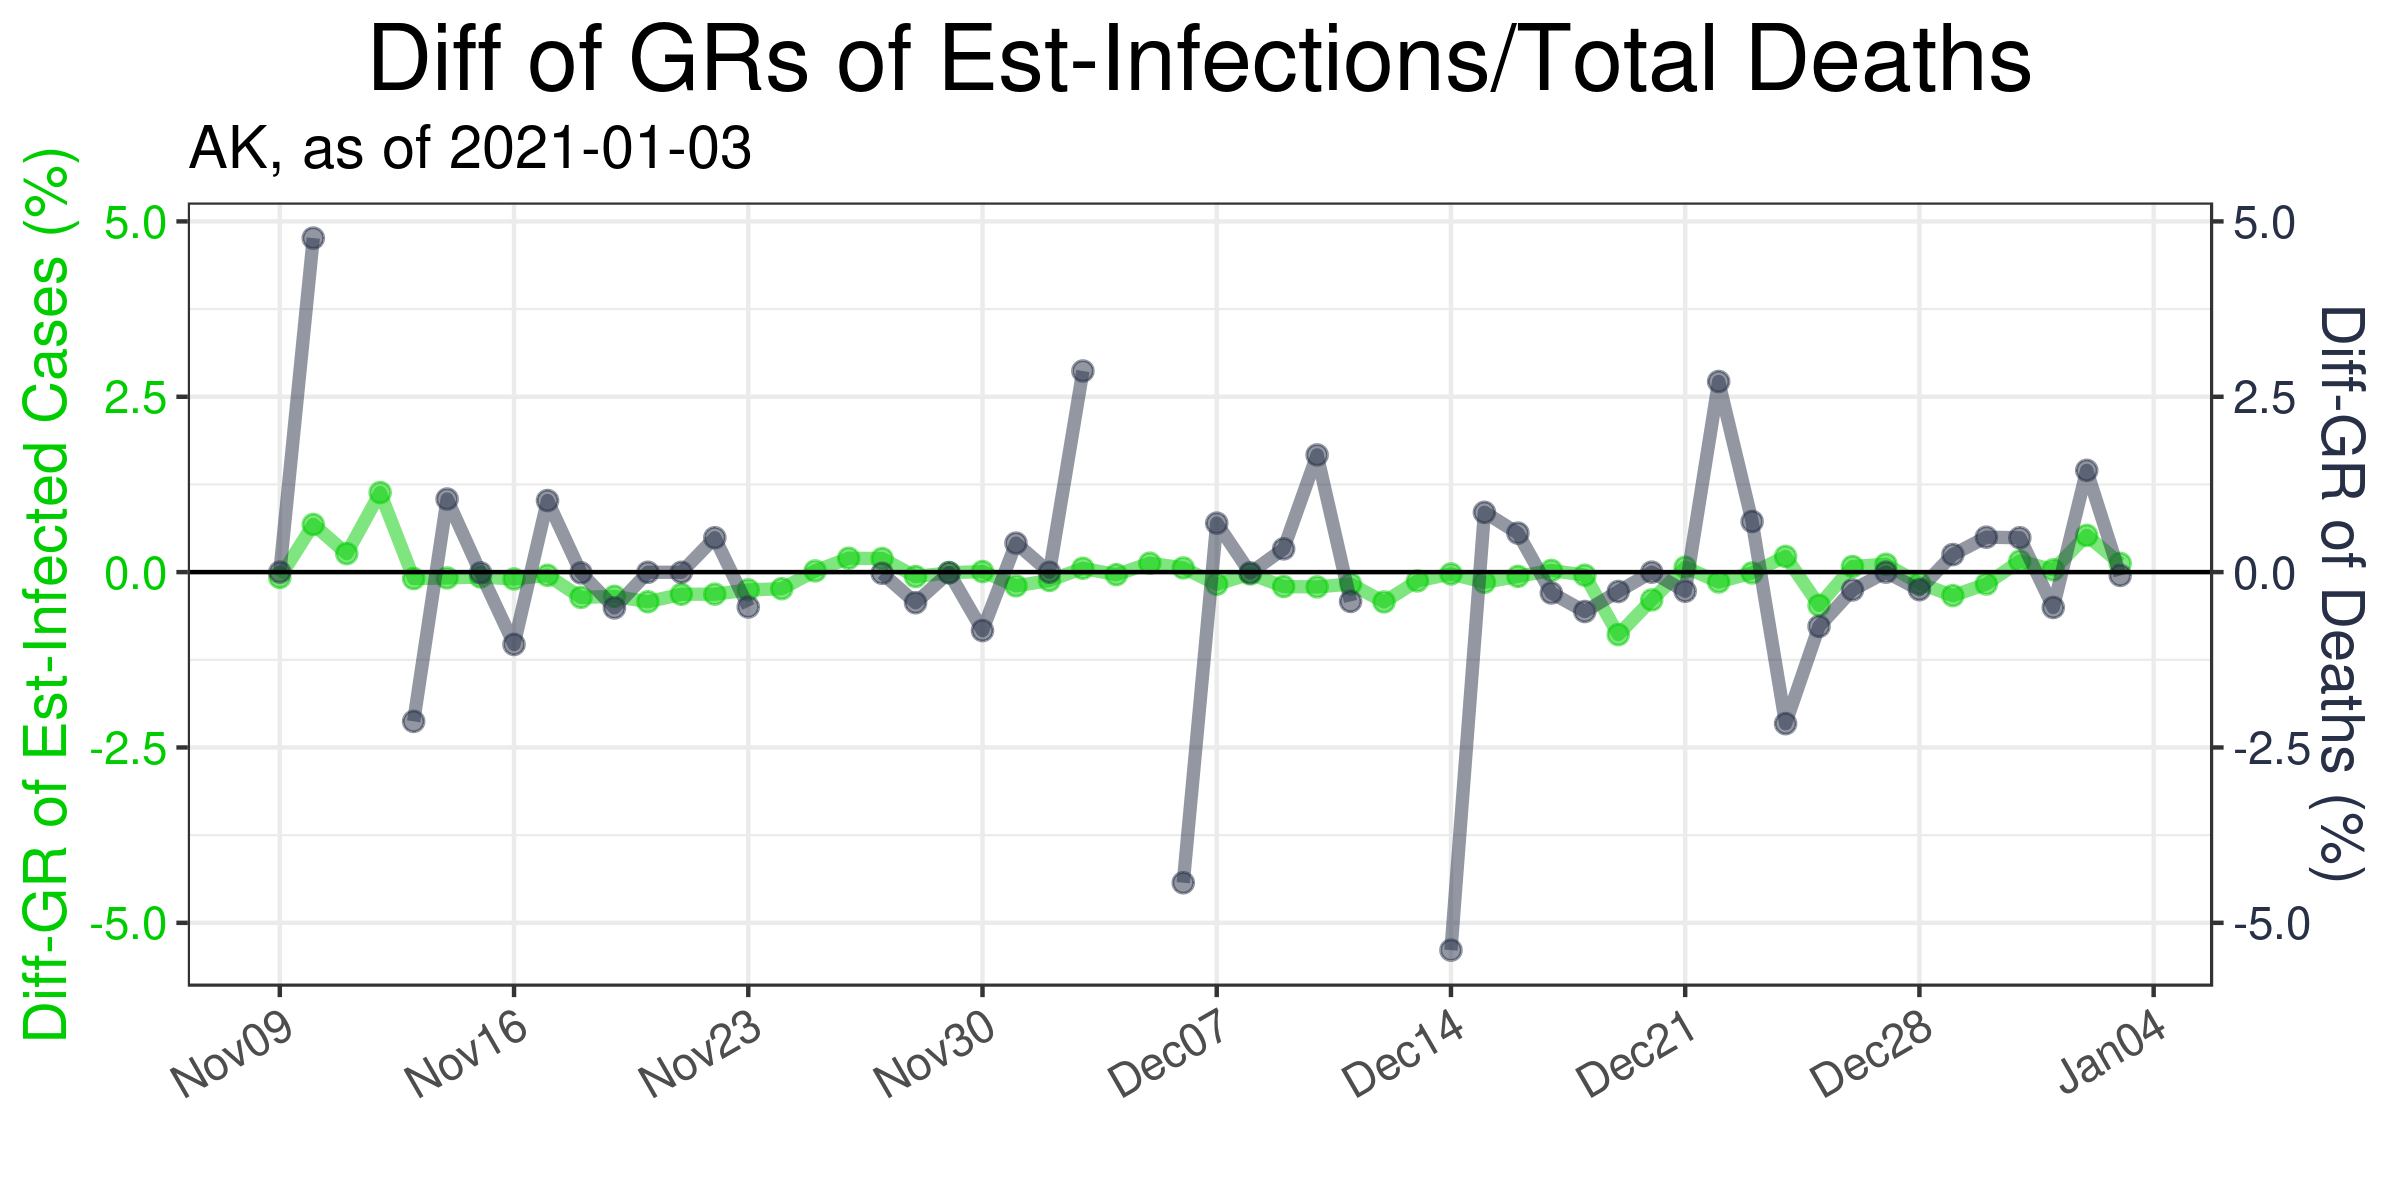 Diff of GRs of Est-Infections/Total Deaths
AK, as of 2021-01-03
Diff-GR of Est-Infected Cases (%)
5.0
2.5
0.0
-2.5
-5.0
5.0
2.5
0.0
-2.5
-5.0
Diff-GR of Deaths (%)
Nov09
Nov16
Nov23
Nov30
Dec07
Dec14
Dec21
Dec28
Jan04